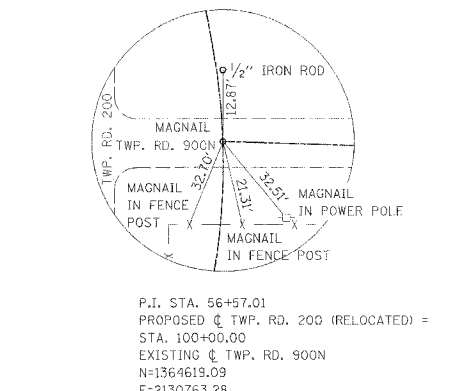 1/2" IRON ROD
12.87'
TWP. RD. 200
MAGNAIL
TWP. RD. 900N
32.70'
21.31'
32.51'
MAGNAIL
IN FENCE
POST
MAGNAIL
IN POWER POLE
MAGNAIL
IN FENCE POST
X
X
X
X
P.I. STA. 56+57.01
PROPOSED ℄ TWP. RD. 200 (RELOCATED) =
STA. 100+00.00
EXISTING ℄ TWP. RD. 900N
N=1364619.09
E=2130763.28